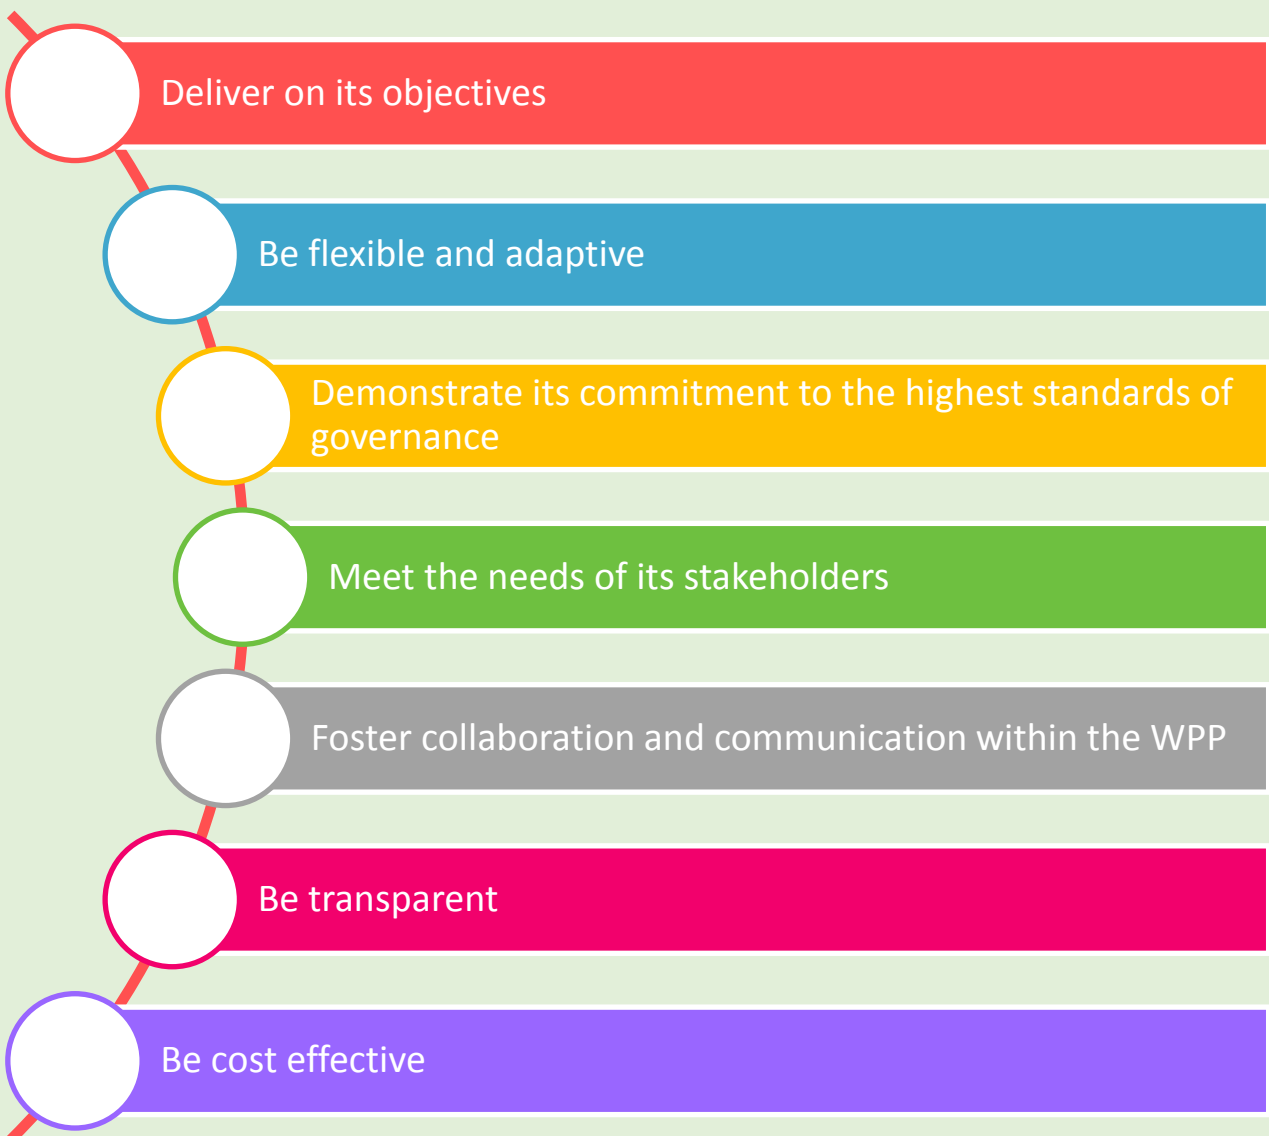 Deliver on its objectives
Be flexible and adaptive
Demonstrate its commitment to the highest standards of
governance
Meet the needs of its stakeholders
Foster collaboration and communication within the WPP
Be transparent
Be cost effective